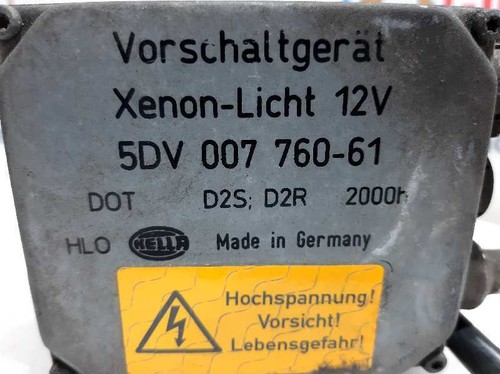 Vorschaltgerät
Xenon-Licht 12V
5DV 007 760-61
DOT D2S; D2R 2000h
HLO HELLA Made in Germany
Hochspannung!
Vorsicht!
Lebensgefahr!